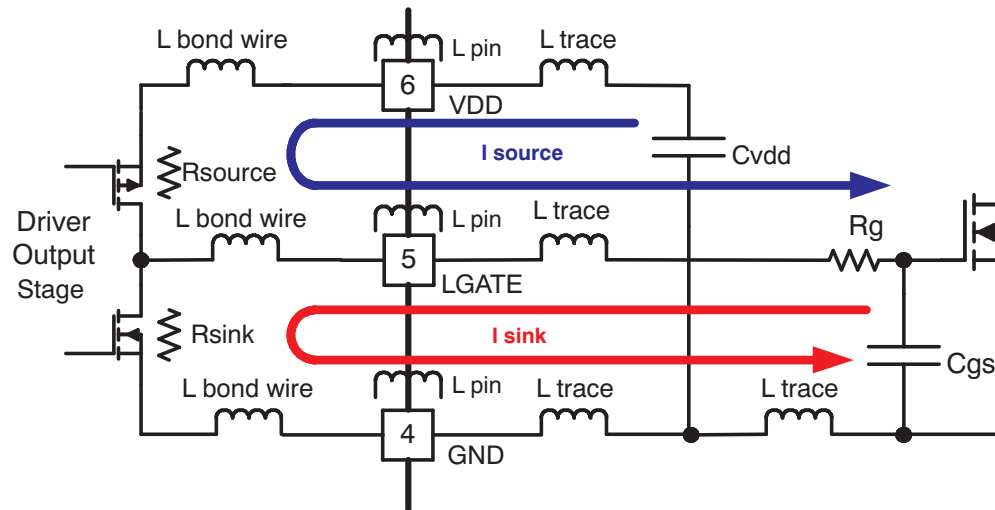 L bond wire
L pin
L trace
6
VDD
I source
Cvdd
Rsource
L bond wire
L pin
L trace
Rg
Driver
Output
Stage
5
LGATE
Rsink
I sink
L bond wire
L pin
L trace
L trace
Cgs
4
GND